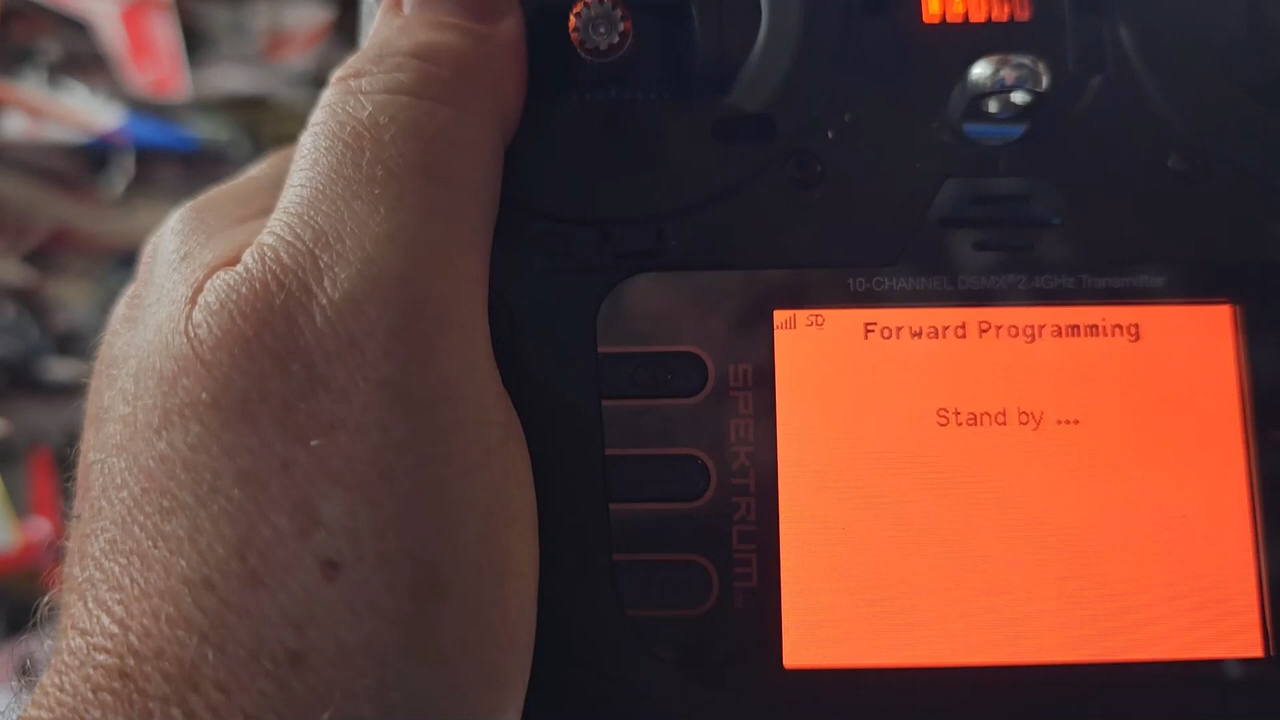 10-CHANNEL DSMX® 2.4GHz Transmitter
SD
Forward Programming
Stand by ...
SPEKTRUM